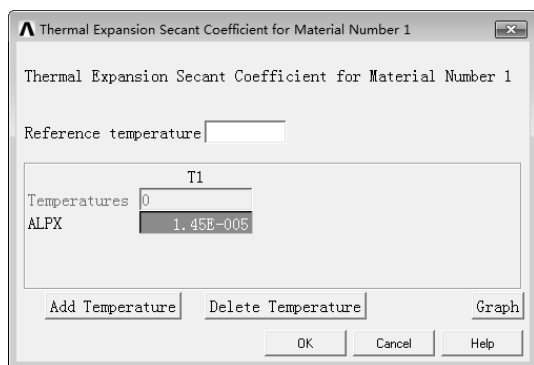 Thermal Expansion Secant Coefficient for Material Number 1
Thermal Expansion Secant Coefficient for Material Number 1
Reference temperature
T1
Temperatures 0
ALPX 1.45E-005
Add Temperature Delete Temperature Graph
OK Cancel Help